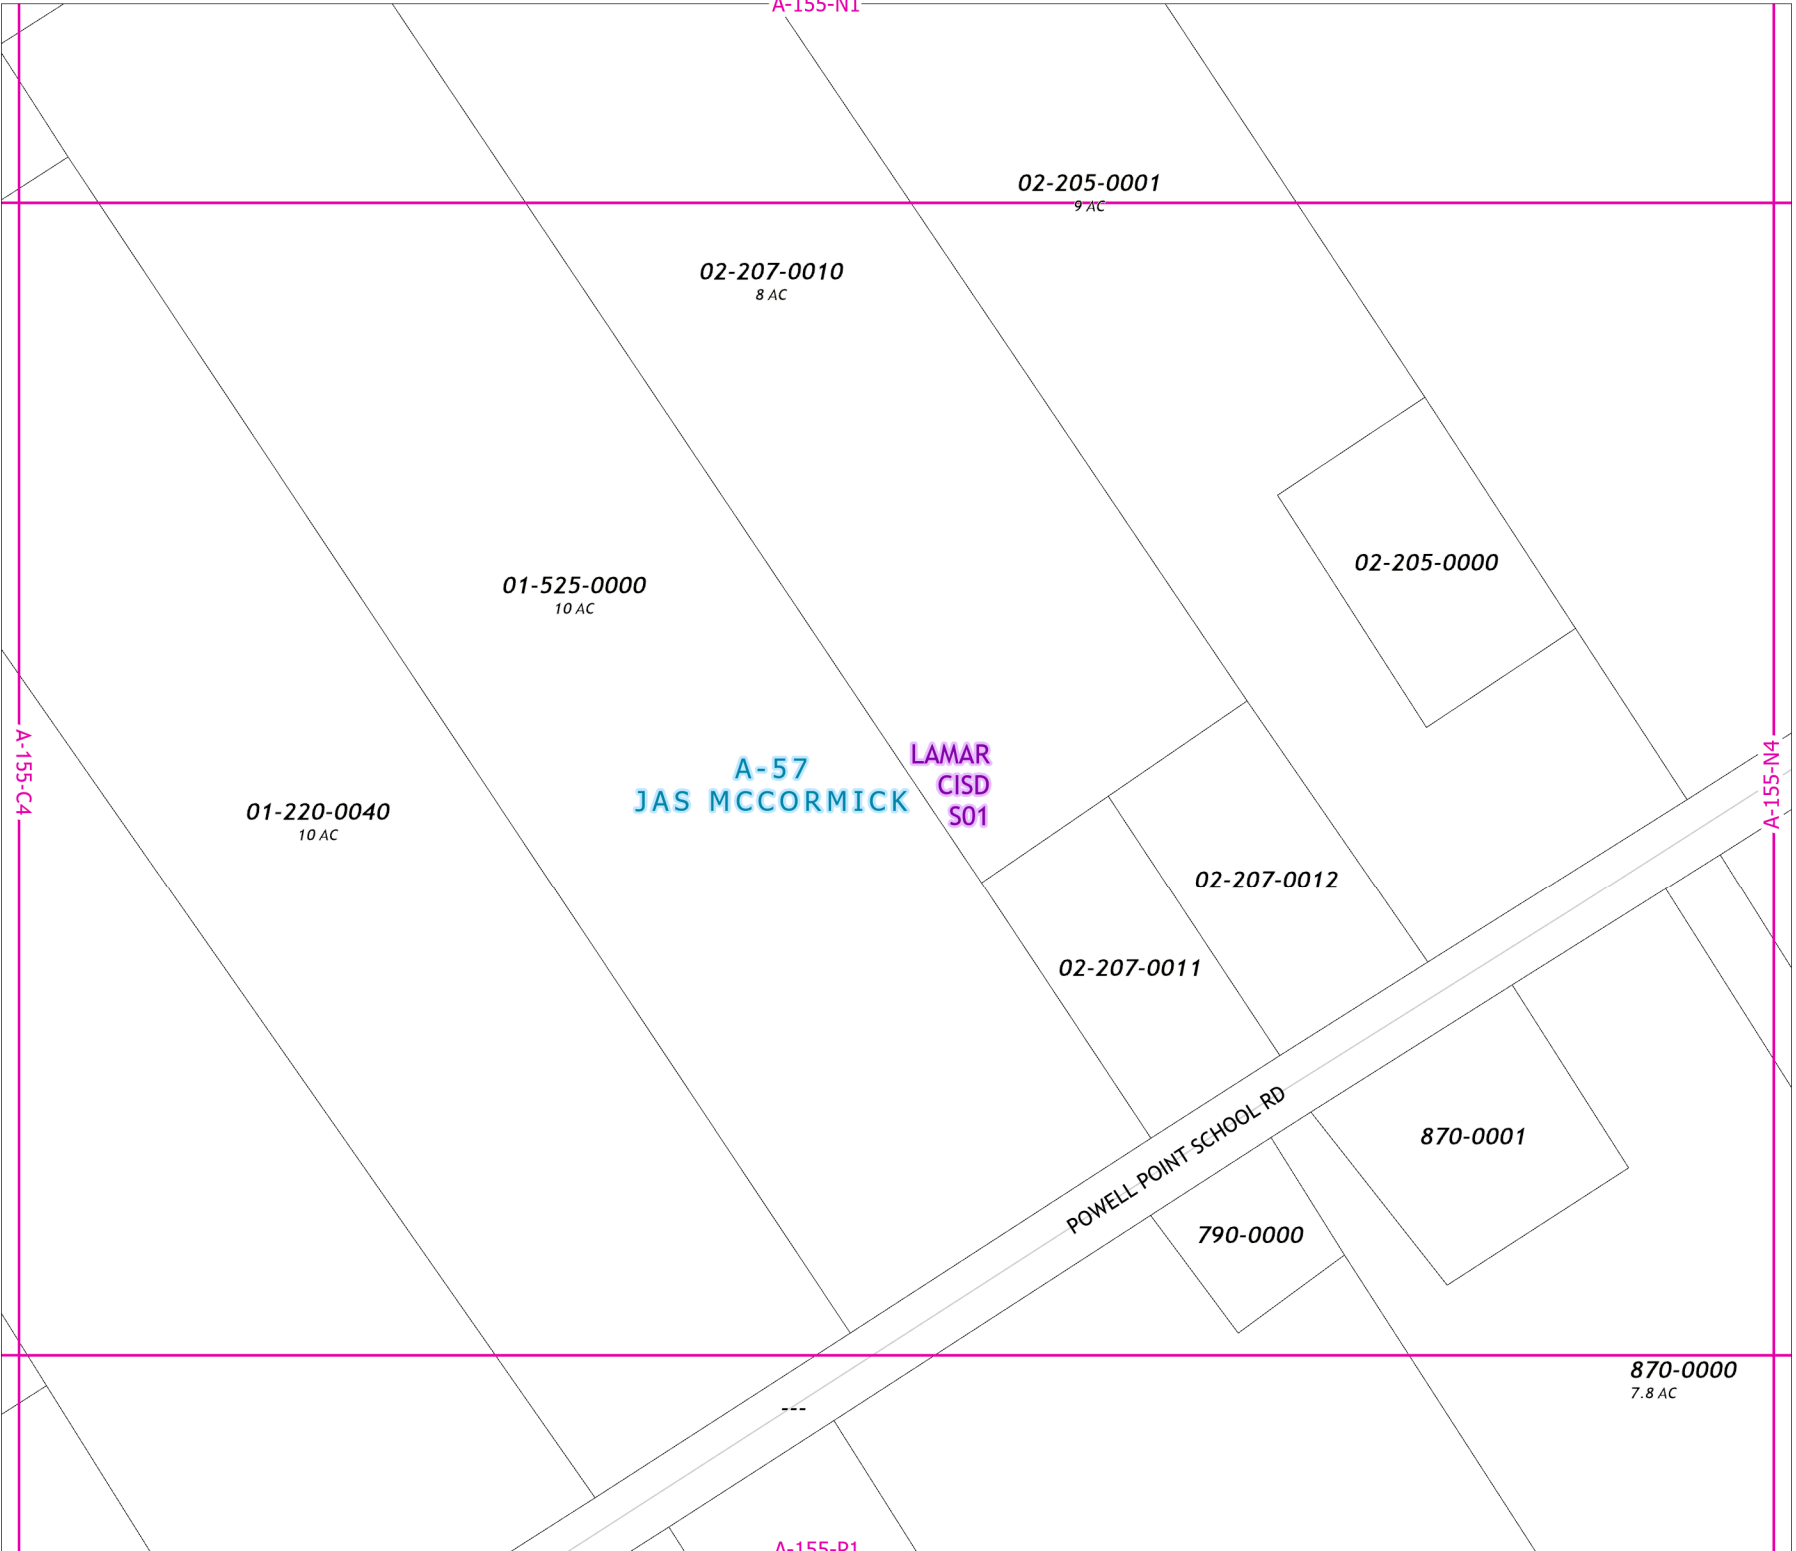 A-155-N1
02-205-0001
9 AC
02-207-0010
8 AC
02-205-0000
01-525-0000
10 AC
LAMAR
CISD
S01
A-57
JAS MCCORMICK
A-155-C4
A-155-N4
01-220-0040
10 AC
02-207-0012
02-207-0011
POWELL POINT SCHOOL RD
870-0001
790-0000
870-0000
7.8 AC
---
A-155-P1